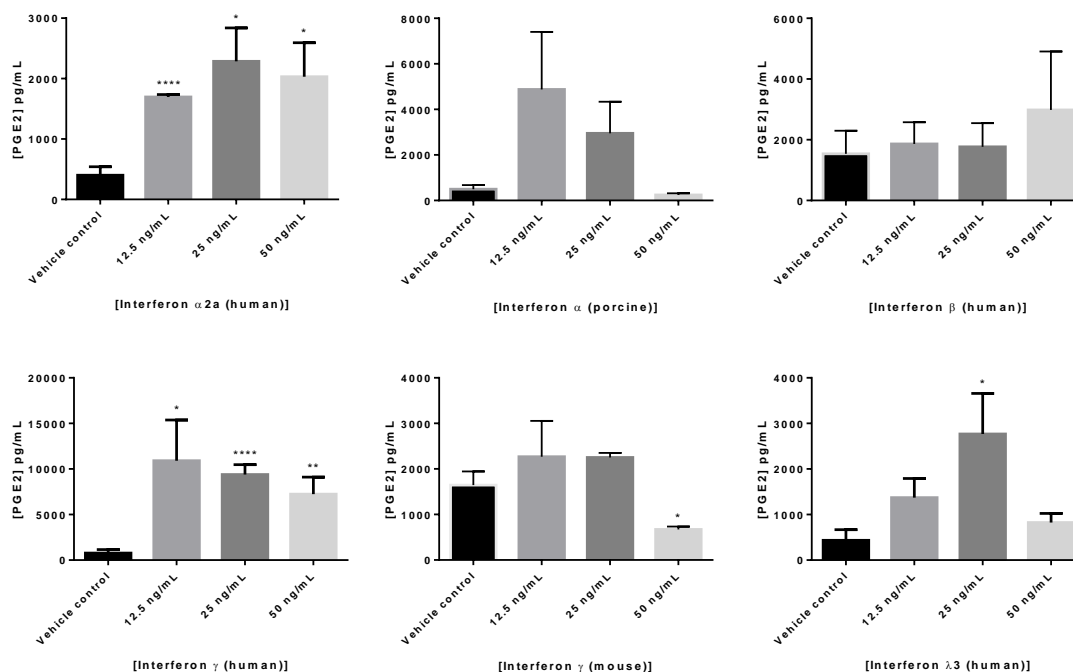 [PGE2] pg/mL
3000
2000
1000
0
****
*
*
Vehicle control
12.5 ng/mL
25 ng/mL
50 ng/mL
[Interferon α2a (human)]
[PGE2] pg/mL
8000
6000
4000
2000
0
Vehicle control
12.5 ng/mL
25 ng/mL
50 ng/mL
[Interferon α (porcine)]
[PGE2] pg/mL
6000
4000
2000
0
Vehicle control
12.5 ng/mL
25 ng/mL
50 ng/mL
[Interferon β (human)]
[PGE2] pg/mL
20000
15000
10000
5000
0
*
****
**
Vehicle control
12.5 ng/mL
25 ng/mL
50 ng/mL
[Interferon γ (human)]
[PGE2] pg/mL
4000
3000
2000
1000
0
*
Vehicle control
12.5 ng/mL
25 ng/mL
50 ng/mL
[Interferon γ (mouse)]
[PGE2] pg/mL
4000
3000
2000
1000
0
*
Vehicle control
12.5 ng/mL
25 ng/mL
50 ng/mL
[Interferon λ3 (human)]